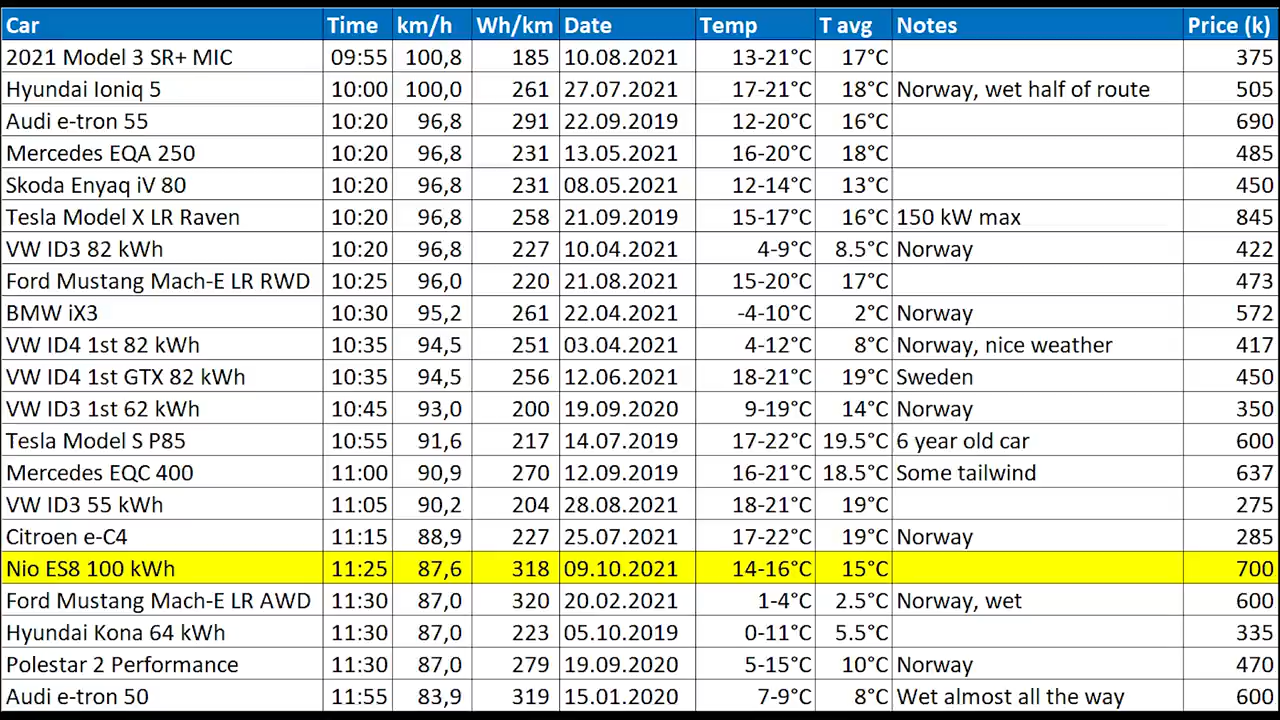 Car Time km/h Wh/km Date Temp T avg Notes Price (k)
2021 Model 3 SR+ MIC 09:55 100,8 185 10.08.2021 13-21°C 17°C 375
Hyundai Ioniq 5 10:00 100,0 261 27.07.2021 17-21°C 18°C Norway, wet half of route 505
Audi e-tron 55 10:20 96,8 291 22.09.2019 12-20°C 16°C 690
Mercedes EQA 250 10:20 96,8 231 13.05.2021 16-20°C 18°C 485
Skoda Enyaq iV 80 10:20 96,8 231 08.05.2021 12-14°C 13°C 450
Tesla Model X LR Raven 10:20 96,8 258 21.09.2019 15-17°C 16°C 150 kW max 845
VW ID3 82 kWh 10:20 96,8 227 10.04.2021 4-9°C 8.5°C Norway 422
Ford Mustang Mach-E LR RWD 10:25 96,0 220 21.08.2021 15-20°C 17°C 473
BMW iX3 10:30 95,2 261 22.04.2021 -4-10°C 2°C Norway 572
VW ID4 1st 82 kWh 10:35 94,5 251 03.04.2021 4-12°C 8°C Norway, nice weather 417
VW ID4 1st GTX 82 kWh 10:35 94,5 256 12.06.2021 18-21°C 19°C Sweden 450
VW ID3 1st 62 kWh 10:45 93,0 200 19.09.2020 9-19°C 14°C Norway 350
Tesla Model S P85 10:55 91,6 217 14.07.2019 17-22°C 19.5°C 6 year old car 600
Mercedes EQC 400 11:00 90,9 270 12.09.2019 16-21°C 18.5°C Some tailwind 637
VW ID3 55 kWh 11:05 90,2 204 28.08.2021 18-21°C 19°C 275
Citroen e-C4 11:15 88,9 227 25.07.2021 17-22°C 19°C Norway 285
Nio ES8 100 kWh 11:25 87,6 318 09.10.2021 14-16°C 15°C 700
Ford Mustang Mach-E LR AWD 11:30 87,0 320 20.02.2021 1-4°C 2.5°C Norway, wet 600
Hyundai Kona 64 kWh 11:30 87,0 223 05.10.2019 0-11°C 5.5°C 335
Polestar 2 Performance 11:30 87,0 279 19.09.2020 5-15°C 10°C Norway 470
Audi e-tron 50 11:55 83,9 319 15.01.2020 7-9°C 8°C Wet almost all the way 600